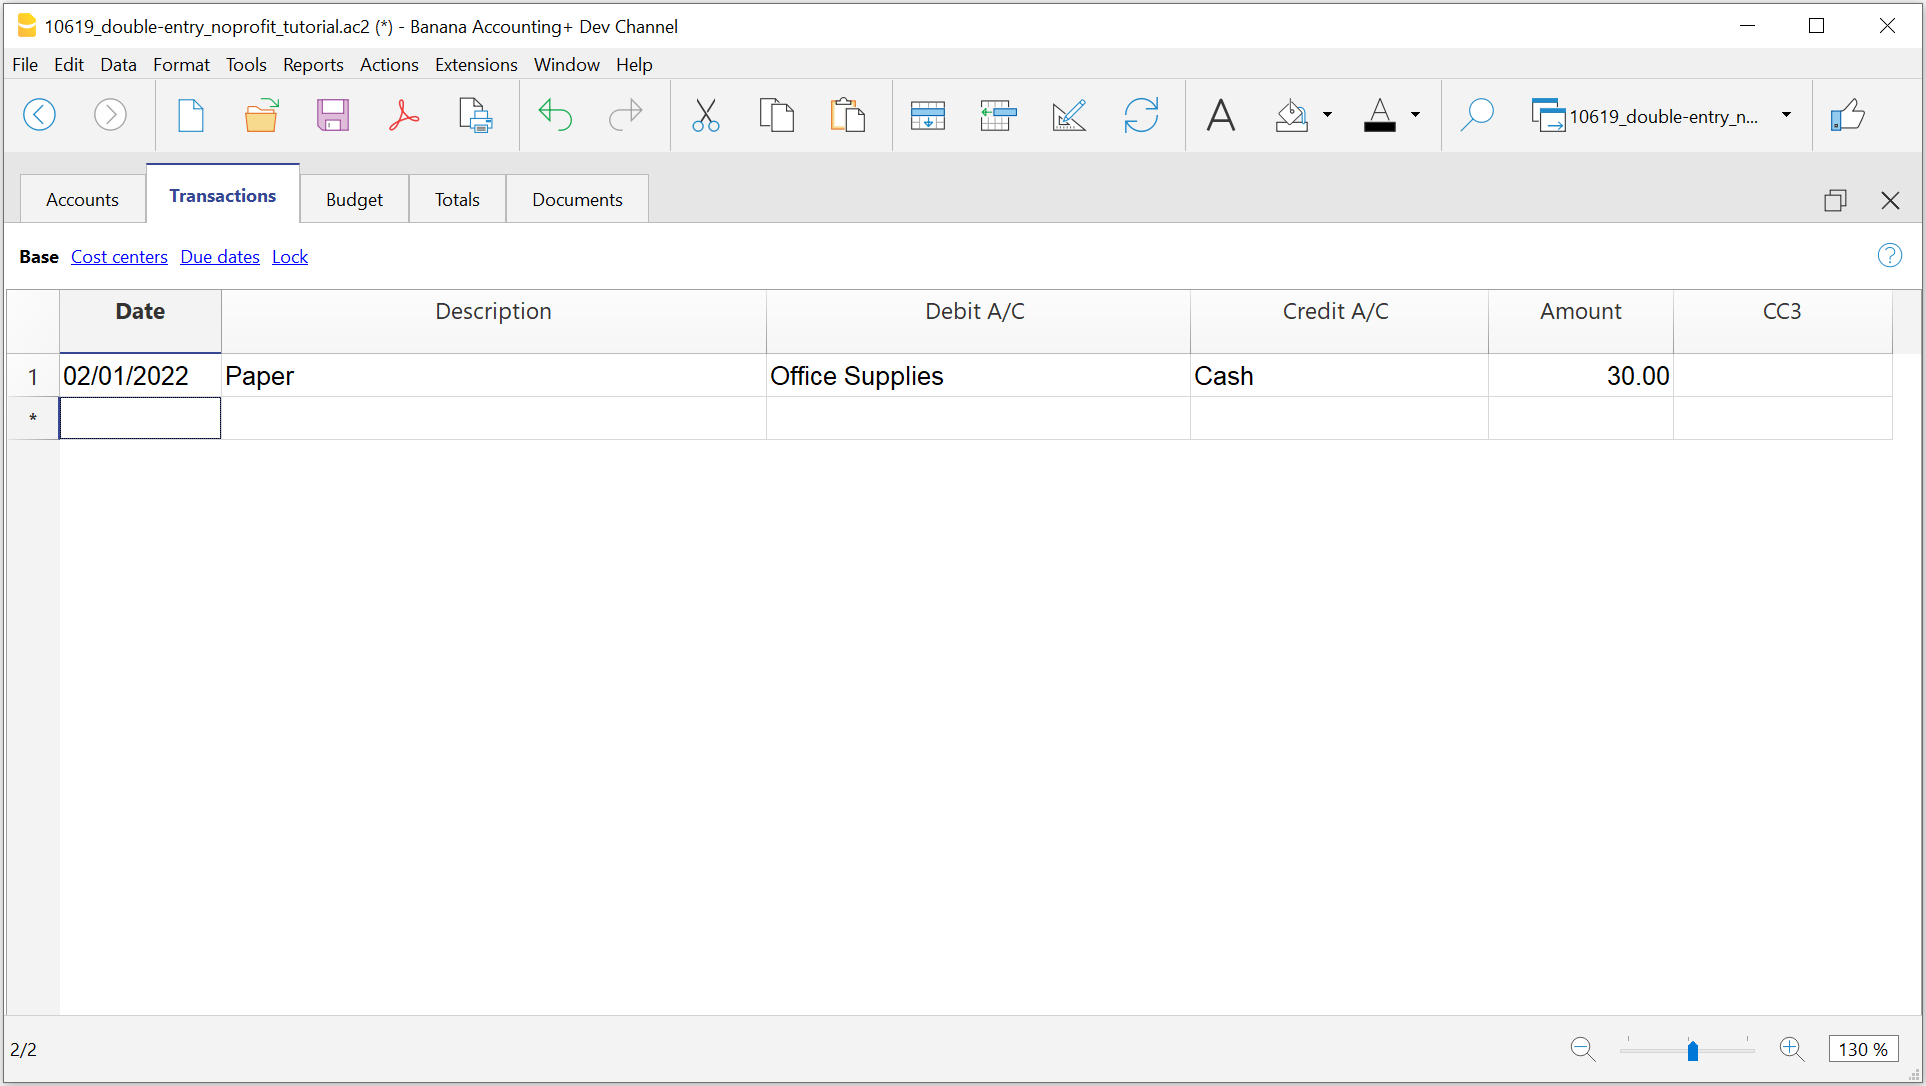 10619_double-entry_noprofit_tutorial.ac2 (*) - Banana Accounting+ Dev Channel
File Edit Data Format Tools Reports Actions Extensions Window Help
10619_double-entry_n...
Accounts Transactions Budget Totals Documents
Base Cost centers Due dates Lock
Date Description Debit A/C Credit A/C Amount CC3
1 02/01/2022 Paper Office Supplies Cash 30.00
*
2/2 130 %